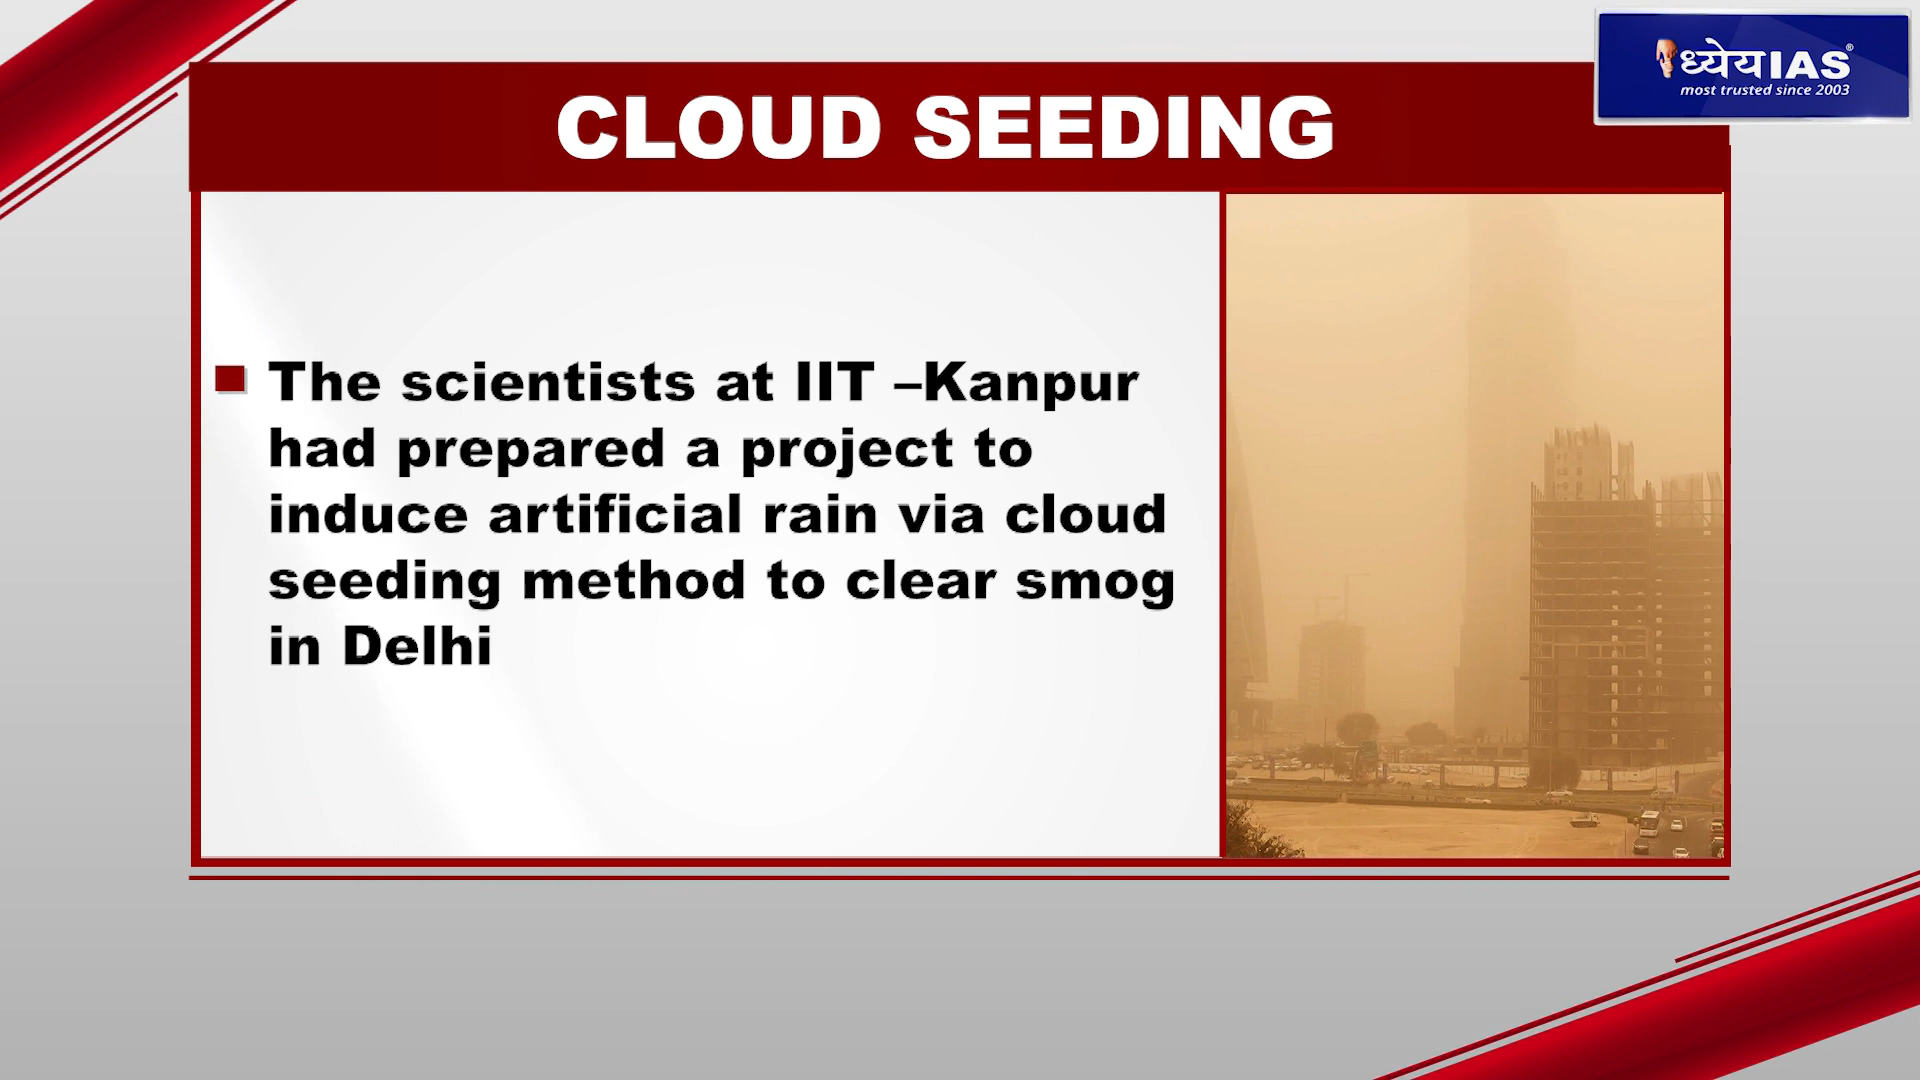 ध्येयIAS®
most trusted since 2003
CLOUD SEEDING
The scientists at IIT –Kanpur
had prepared a project to
induce artificial rain via cloud
seeding method to clear smog
in Delhi